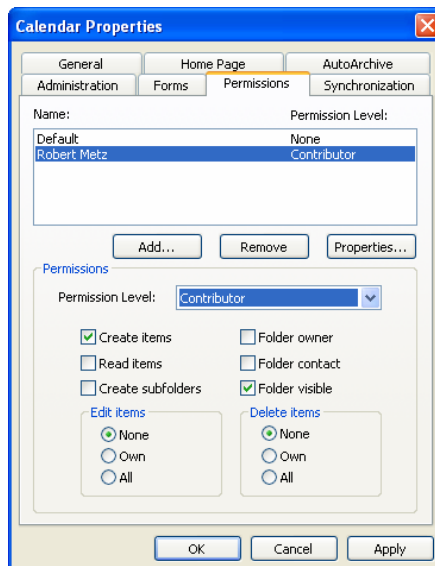 Calendar Properties
General Home Page AutoArchive
Administration Forms Permissions Synchronization
Name: Permission Level:
Default None
Robert Metz Contributor
Add... Remove Properties...
Permissions
Permission Level: Contributor
Create items Folder owner
Read items Folder contact
Create subfolders Folder visible
Edit items Delete items
None None
Own Own
All All
OK Cancel Apply